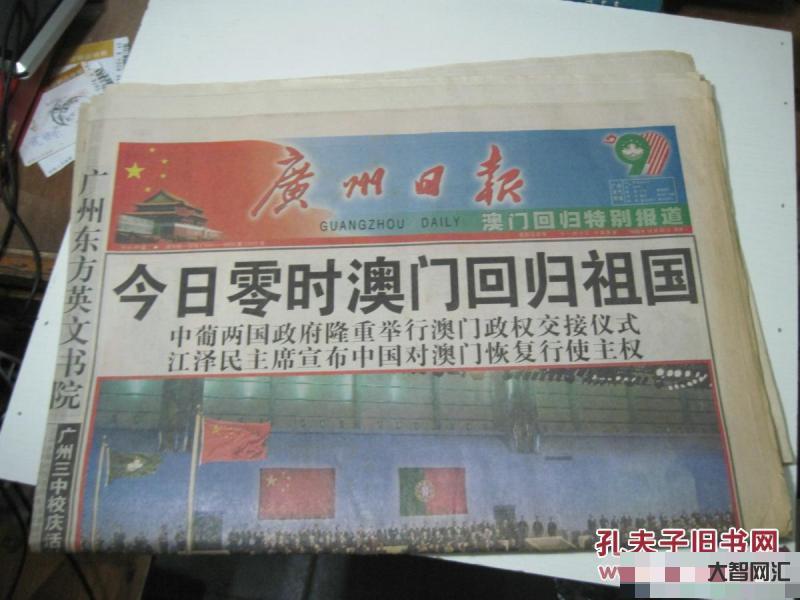 廣州日報
GUANGZHOU DAILY
澳门回归特别报道
99
今日零时澳门回归祖国
中葡两国政府隆重举行澳门政权交接仪式
江泽民主席宣布中国对澳门恢复行使主权
广州东方英文书院
广州三中校庆活
孔夫子旧书网
大智网汇